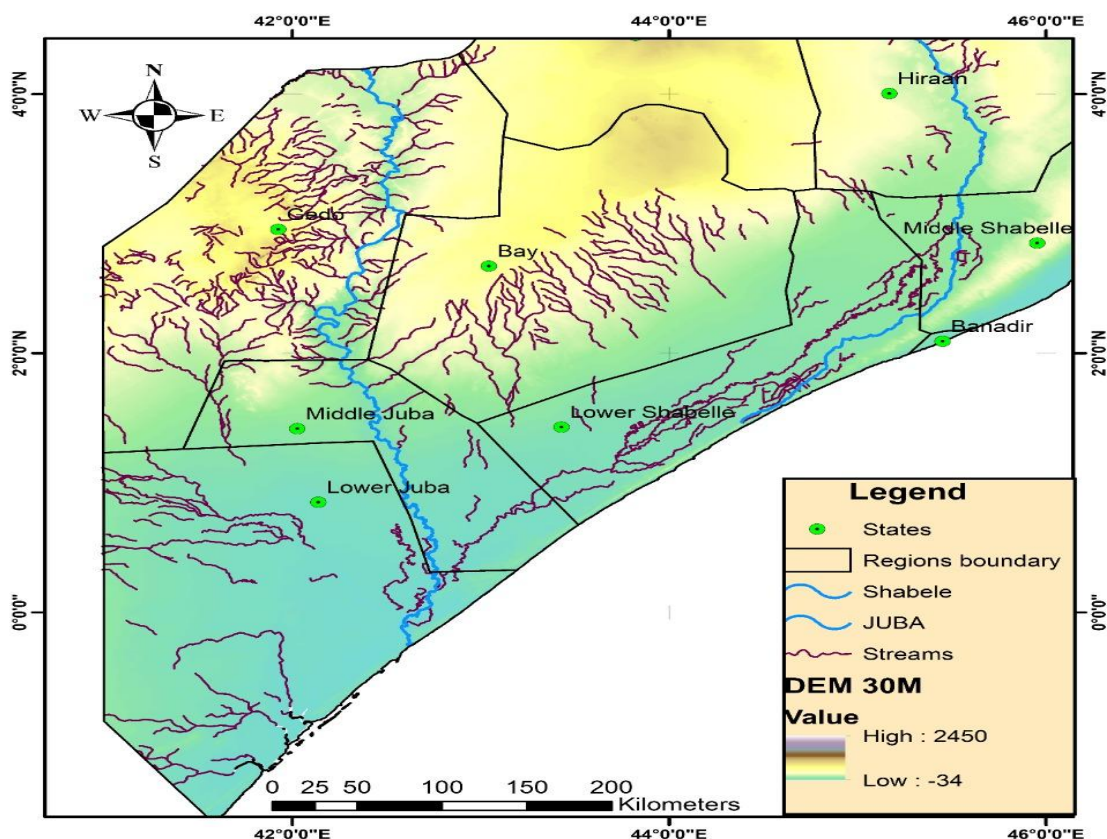 42°0'0"E 44°0'0"E 46°0'0"E
N
W E
S
4°0'0"N 4°0'0"N
Hiraan
Gedo
Middle Shabelle
Bay
Banadir
2°0'0"N 2°0'0"N
Middle Juba
Lower Shabelle
Lower Juba
0°0'0" 0°0'0"
Legend
States
Regions boundary
Shabele
JUBA
Streams
DEM 30M
Value
High : 2450
Low : -34
0 25 50 100 150 200
Kilometers
42°0'0"E 44°0'0"E 46°0'0"E